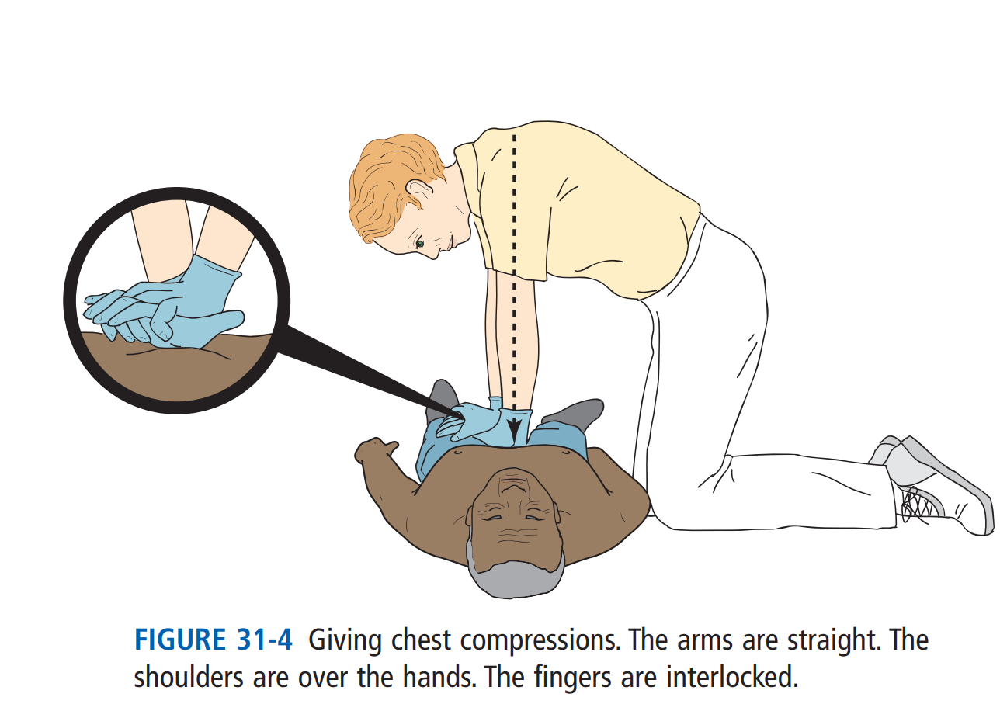 FIGURE 31-4 Giving chest compressions. The arms are straight. The
shoulders are over the hands. The fingers are interlocked.